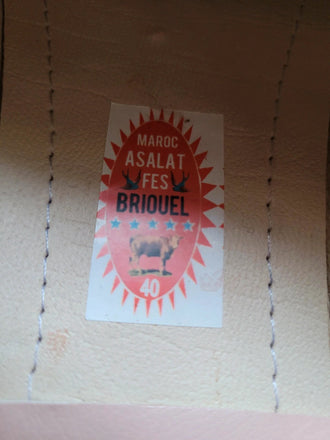 MAROC
ASALAT
FES
BRIOUEL
40